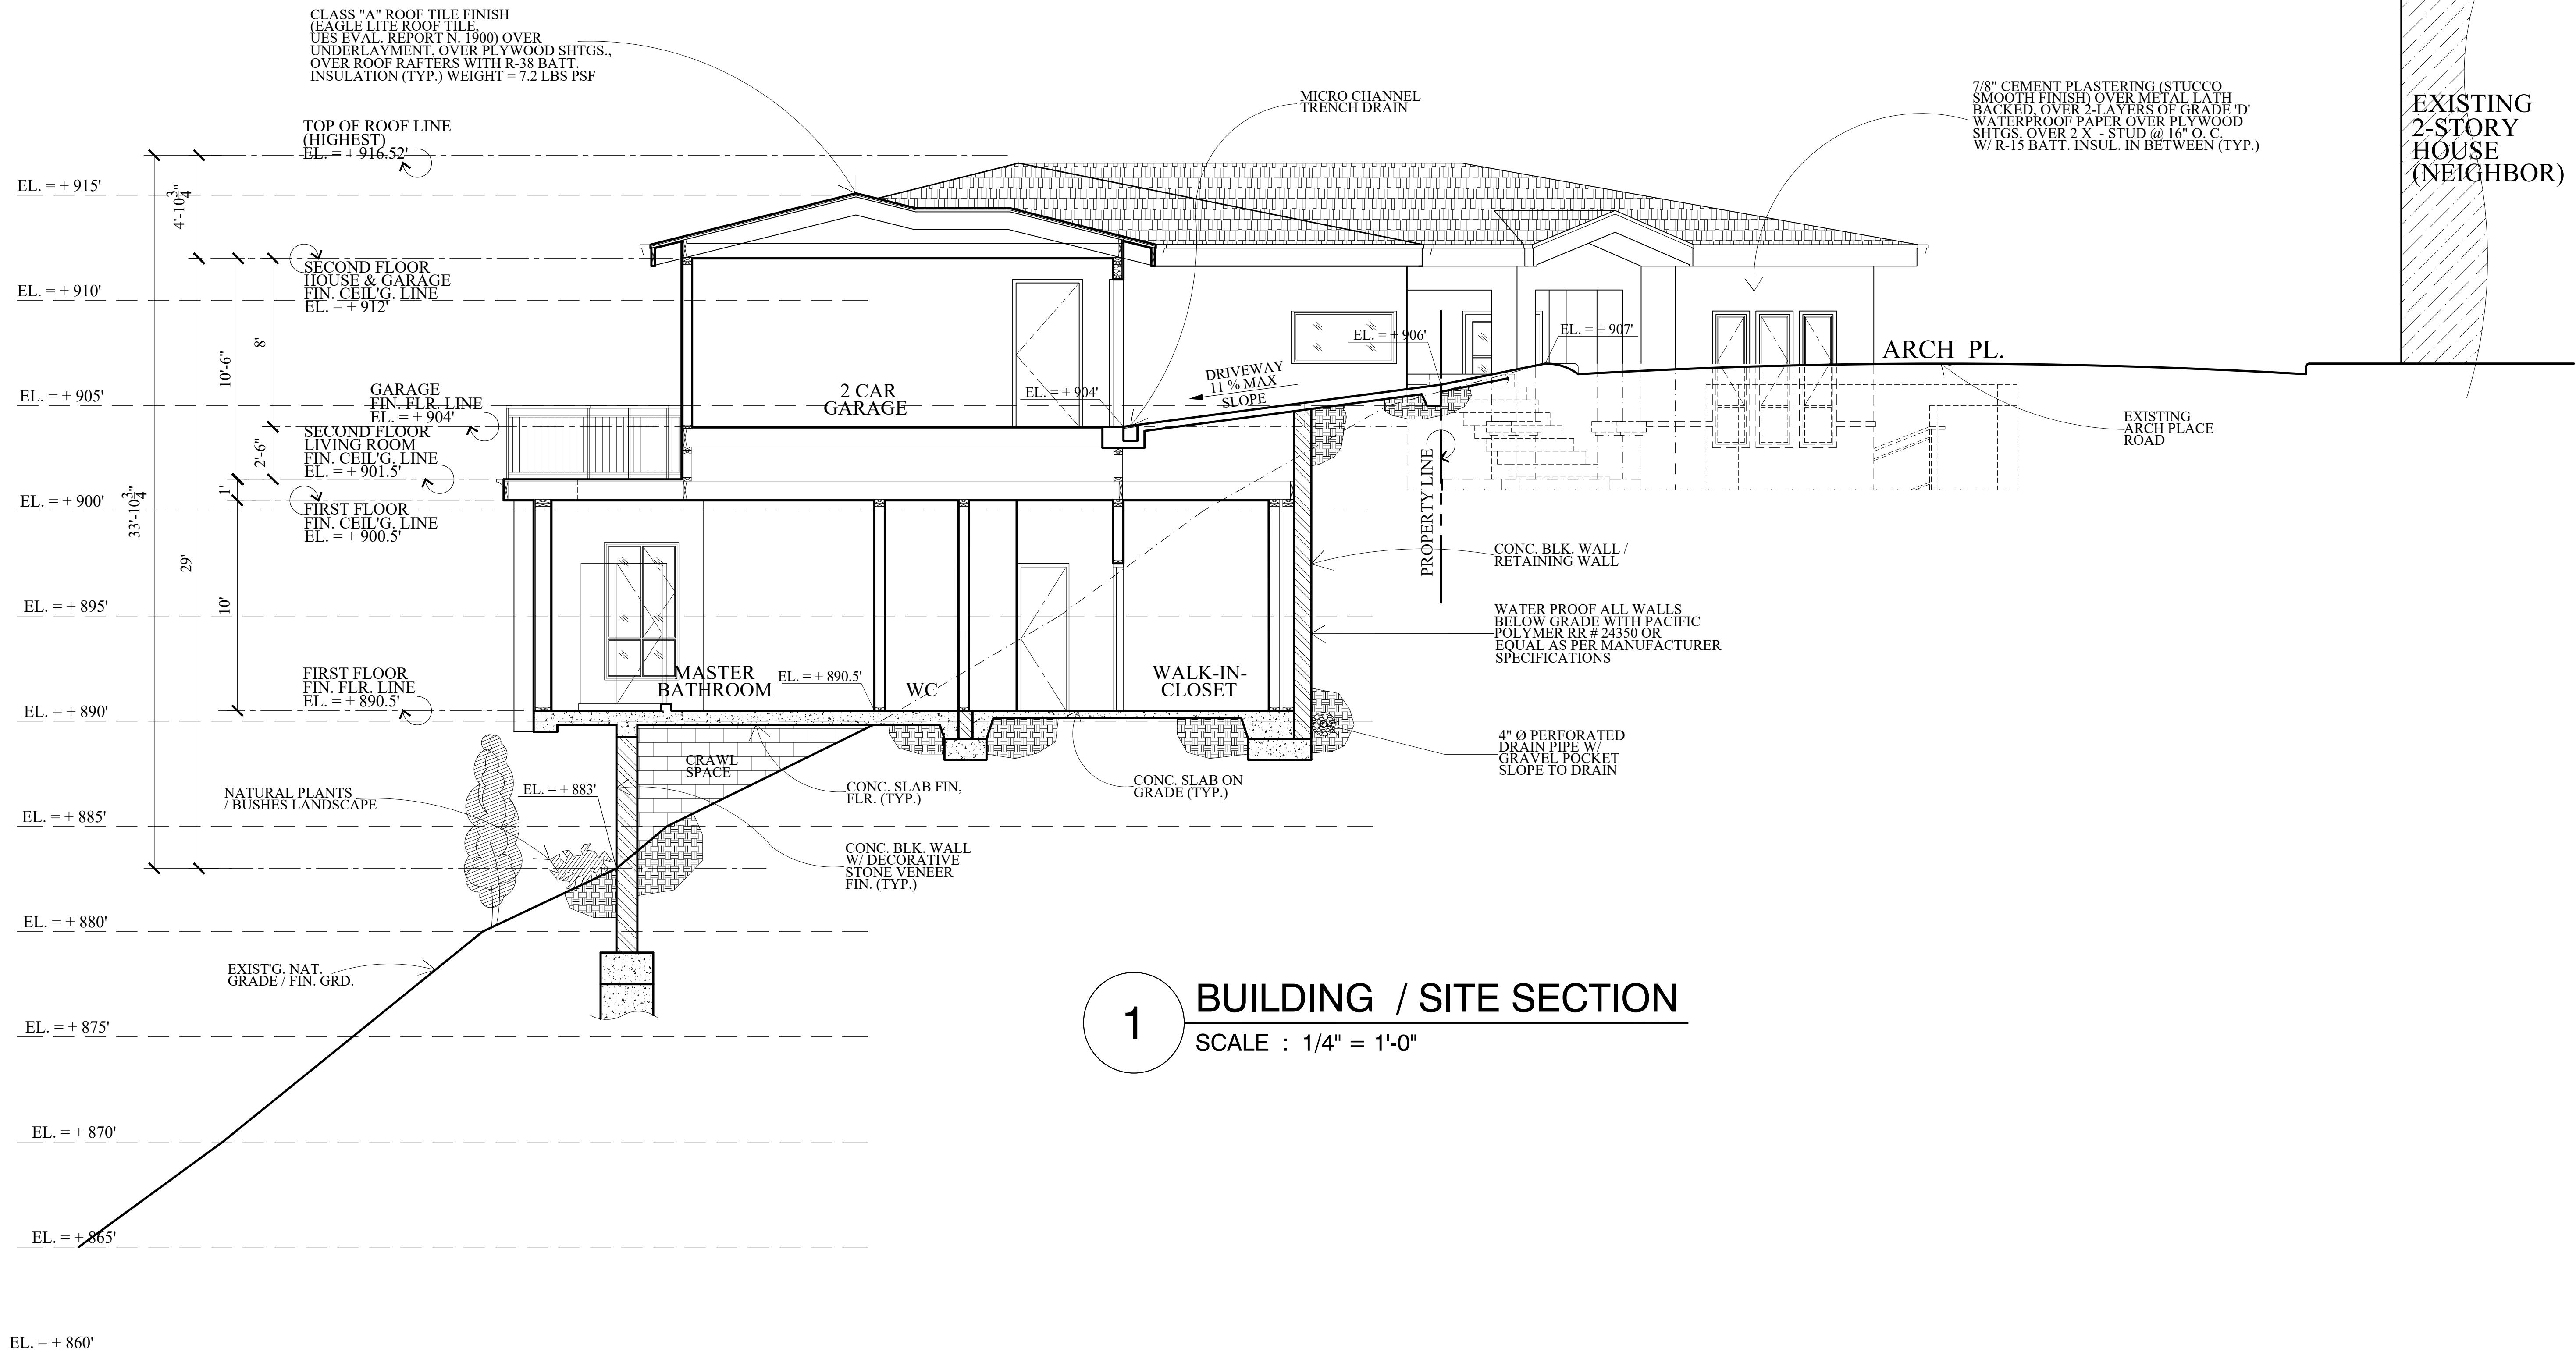 CLASS "A" ROOF TILE FINISH
(EAGLE LITE ROOF TILE,
UES EVAL. REPORT N. 1900) OVER
UNDERLAYMENT, OVER PLYWOOD SHTGS.,
OVER ROOF RAFTERS WITH R-38 BATT.
INSULATION (TYP.) WEIGHT = 7.2 LBS PSF
MICRO CHANNEL
TRENCH DRAIN
7/8" CEMENT PLASTERING (STUCCO
SMOOTH FINISH) OVER METAL LATH
BACKED, OVER 2-LAYERS OF GRADE 'D'
WATERPROOF PAPER OVER PLYWOOD
SHTGS. OVER 2 X - STUD @ 16" O. C.
W/ R-15 BATT. INSUL. IN BETWEEN (TYP.)
EXISTING
2-STORY
HOUSE
(NEIGHBOR)
TOP OF ROOF LINE
(HIGHEST)
EL. = + 916.52'
EL. = + 915'
4'-10 3/4"
SECOND FLOOR
HOUSE & GARAGE
FIN. CEIL'G. LINE
EL. = + 912'
EL. = + 910'
8'
10'-6"
EL. = + 906'
EL. = + 907'
ARCH PL.
DRIVEWAY
11 % MAX
SLOPE
GARAGE
FIN. FLR. LINE
EL. = + 904'
EL. = + 905'
2 CAR
GARAGE
EL. = + 904'
EXISTING
ARCH PLACE
ROAD
SECOND FLOOR
LIVING ROOM
FIN. CEIL'G. LINE
EL. = + 901.5'
2'-6"
1'
33'-10 3/4"
29'
EL. = + 900'
FIRST FLOOR
FIN. CEIL'G. LINE
EL. = + 900.5'
PROPERTY LINE
CONC. BLK. WALL /
RETAINING WALL
EL. = + 895'
10'
WATER PROOF ALL WALLS
BELOW GRADE WITH PACIFIC
POLYMER RR # 24350 OR
EQUAL AS PER MANUFACTURER
SPECIFICATIONS
FIRST FLOOR
FIN. FLR. LINE
EL. = + 890.5'
MASTER
BATHROOM
EL. = + 890.5'
WC
WALK-IN-
CLOSET
EL. = + 890'
4" Ø PERFORATED
DRAIN PIPE W/
GRAVEL POCKET
SLOPE TO DRAIN
CRAWL
SPACE
NATURAL PLANTS
/ BUSHES LANDSCAPE
EL. = + 883'
CONC. SLAB FIN,
FLR. (TYP.)
CONC. SLAB ON
GRADE (TYP.)
EL. = + 885'
CONC. BLK. WALL
W/ DECORATIVE
STONE VENEER
FIN. (TYP.)
EL. = + 880'
EXIST'G. NAT.
GRADE / FIN. GRD.
1
BUILDING / SITE SECTION
SCALE : 1/4" = 1'-0"
EL. = + 875'
EL. = + 870'
EL. = + 865'
EL. = + 860'